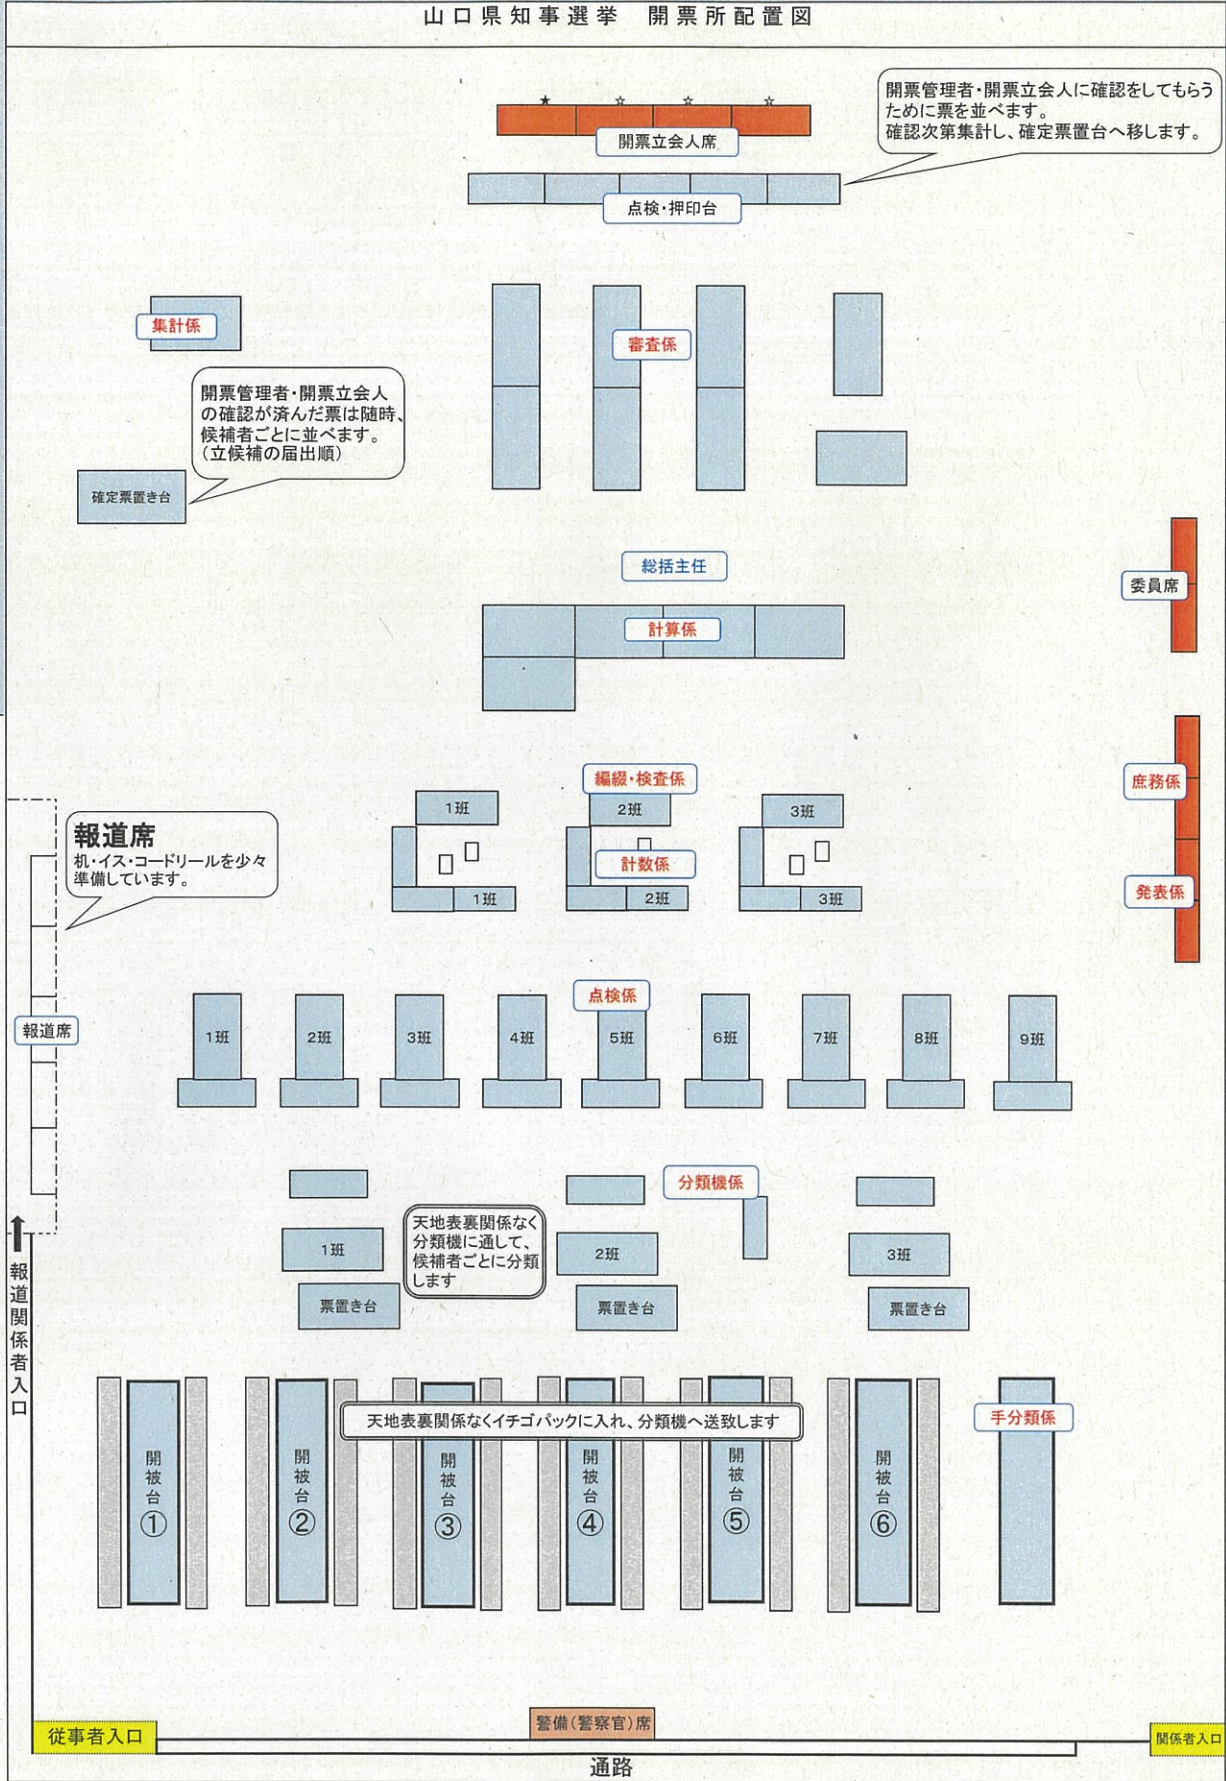 山口県知事選挙　開票所配置図
★ ☆ ☆ ☆
開票立会人席
開票管理者・開票立会人に確認をしてもらう
ために票を並べます。
確認次第集計し、確定票置台へ移します。
点検・押印台
集計係
審査係
開票管理者・開票立会人
の確認が済んだ票は随時、
候補者ごとに並べます。
（立候補の届出順）
確定票置き台
総括主任
委員席
計算係
編綴・検査係
庶務係
1班
2班
3班
報道席
机・イス・コードリールを少々
準備しています。
計数係
発表係
1班
2班
3班
点検係
報道席
1班
2班
3班
4班
5班
6班
7班
8班
9班
分類機係
天地表裏関係なく
分類機に通して、
候補者ごとに分類
します
1班
2班
3班
票置き台
票置き台
票置き台
報道関係者入口
天地表裏関係なくイチゴパックに入れ、分類機へ送致します
手分類係
開被台①
開被台②
開被台③
開被台④
開被台⑤
開被台⑥
従事者入口
警備（警察官）席
関係者入口
通路